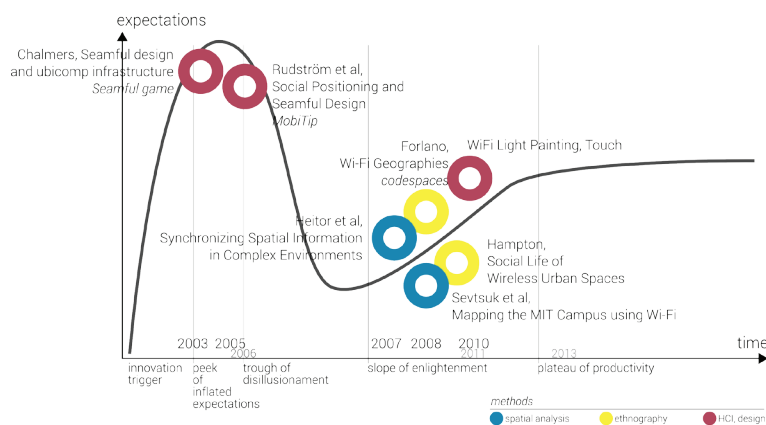 expectations
Chalmers, Seamful design
and ubicomp infrastructure
Seamful game
Rudström et al,
Social Positioning and
Seamful Design
MobiTip
Forlano,
Wi-Fi Geographies
codespaces
WiFi Light Painting, Touch
Heitor et al,
Synchronizing Spatial Information
in Complex Environments
Hampton,
Social Life of
Wireless Urban Spaces
Sevtsuk et al,
Mapping the MIT Campus using Wi-Fi
2003 2005 2007 2008 2010 time
2006 2011 2013
innovation
trigger
peek
of
inflated
expectations
trough of
disillusionament
slope of enlightenment
plateau of productivity
methods
spatial analysis
ethnography
HCI, design